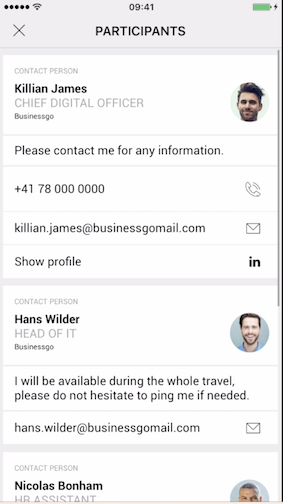 09:41
PARTICIPANTS
CONTACT PERSON
Killian James
CHIEF DIGITAL OFFICER
Businessgo
Please contact me for any information.
+41 78 000 0000
killian.james@businessgomail.com
Show profile
in
CONTACT PERSON
Hans Wilder
HEAD OF IT
Businessgo
I will be available during the whole travel,
please do not hesitate to ping me if needed.
hans.wilder@businessgomail.com
CONTACT PERSON
Nicolas Bonham
HR ASSISTANT